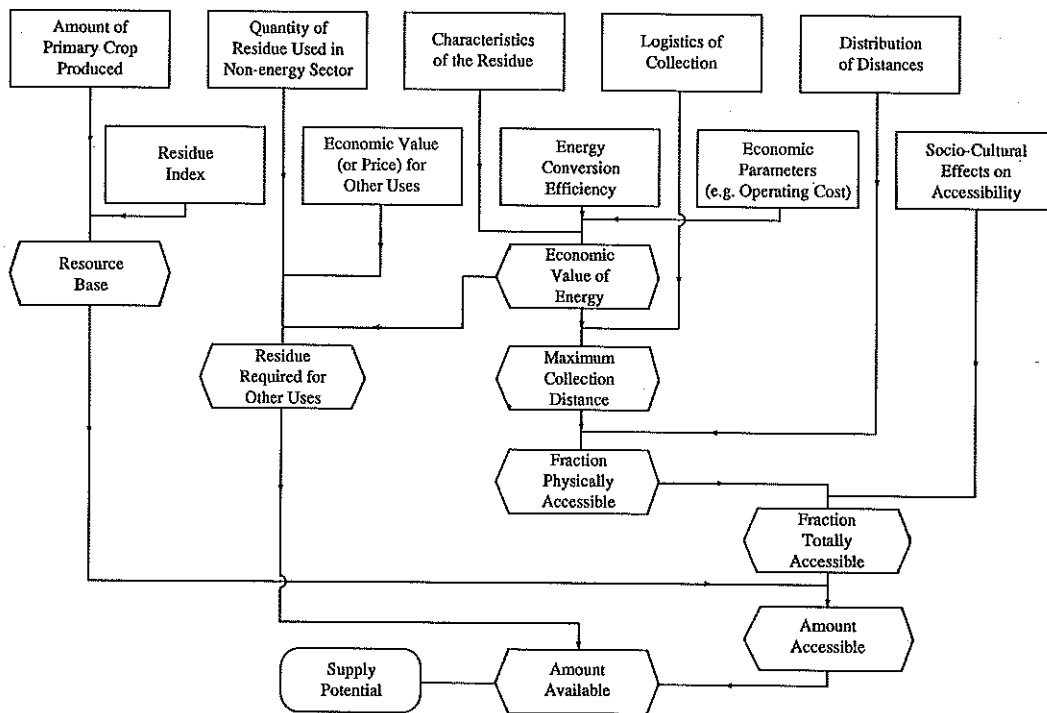 Amount of
Primary Crop
Produced
Quantity of
Residue Used in
Non-energy Sector
Characteristics
of the Residue
Logistics of
Collection
Distribution
of Distances
Residue
Index
Economic Value
(or Price) for
Other Uses
Energy
Conversion
Efficiency
Economic
Parameters
(e.g. Operating Cost)
Socio-Cultural
Effects on
Accessibility
Resource
Base
Economic
Value of
Energy
Residue
Required for
Other Uses
Maximum
Collection
Distance
Fraction
Physically
Accessible
Fraction
Totally
Accessible
Amount
Accessible
Supply
Potential
Amount
Available